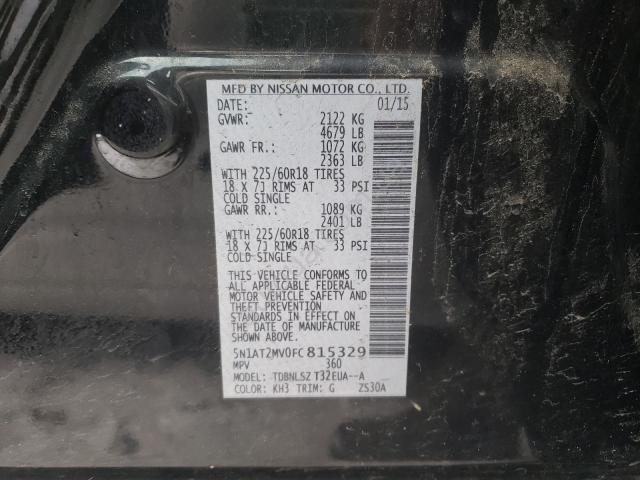 MFD BY NISSAN MOTOR CO., LTD.
DATE: 01/15
GVWR: 2122 KG
4679 LB
GAWR FR: 1072 KG
2363 LB
WITH 225/60R18 TIRES
18 X 7J RIMS AT 33 PSI
COLD SINGLE
GAWR RR: 1089 KG
2401 LB
WITH 225/60R18 TIRES
18 X 7J RIMS AT 33 PSI
COLD SINGLE
THIS VEHICLE CONFORMS TO
ALL APPLICABLE FEDERAL
MOTOR VEHICLE SAFETY AND
THEFT PREVENTION
STANDARDS IN EFFECT ON
THE DATE OF MANUFACTURE
SHOWN ABOVE.
5N1AT2MV0FC815329
MPV 360
MODEL: TDBNLSZ T32EUA--A
COLOR: KH3 TRIM: G ZS30A